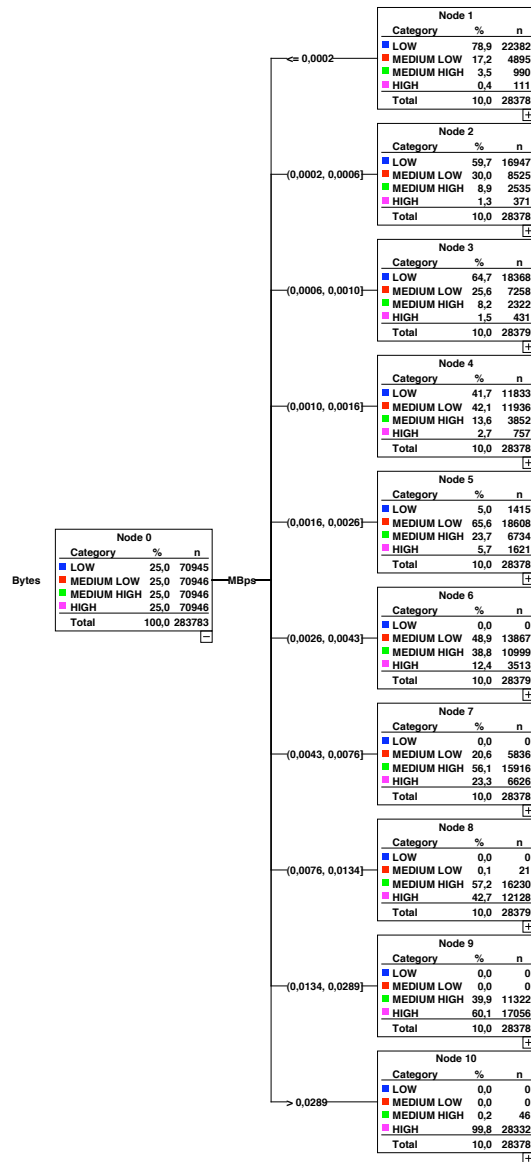 Node 1
Category % n
LOW 78,9 22382
MEDIUM LOW 17,2 4895
MEDIUM HIGH 3,5 990
HIGH 0,4 111
Total 10,0 28378
<= 0,0002
Node 2
Category % n
LOW 59,7 16947
MEDIUM LOW 30,0 8525
MEDIUM HIGH 8,9 2535
HIGH 1,3 371
Total 10,0 28378
(0,0002, 0,0006]
Node 3
Category % n
LOW 64,7 18368
MEDIUM LOW 25,6 7258
MEDIUM HIGH 8,2 2322
HIGH 1,5 431
Total 10,0 28379
(0,0006, 0,0010]
Node 4
Category % n
LOW 41,7 11833
MEDIUM LOW 42,1 11936
MEDIUM HIGH 13,6 3852
HIGH 2,7 757
Total 10,0 28378
(0,0010, 0,0016]
Node 5
Category % n
LOW 5,0 1415
MEDIUM LOW 65,6 18608
MEDIUM HIGH 23,7 6734
HIGH 5,7 1621
Total 10,0 28378
(0,0016, 0,0026]
Bytes
Node 0
Category % n
LOW 25,0 70945
MEDIUM LOW 25,0 70946
MEDIUM HIGH 25,0 70946
HIGH 25,0 70946
Total 100,0 283783
MBps
Node 6
Category % n
LOW 0,0 0
MEDIUM LOW 48,9 13867
MEDIUM HIGH 38,8 10999
HIGH 12,4 3513
Total 10,0 28379
(0,0026, 0,0043]
Node 7
Category % n
LOW 0,0 0
MEDIUM LOW 20,6 5836
MEDIUM HIGH 56,1 15916
HIGH 23,3 6626
Total 10,0 28378
(0,0043, 0,0076]
Node 8
Category % n
LOW 0,0 0
MEDIUM LOW 0,1 21
MEDIUM HIGH 57,2 16230
HIGH 42,7 12128
Total 10,0 28379
(0,0076, 0,0134]
Node 9
Category % n
LOW 0,0 0
MEDIUM LOW 0,0 0
MEDIUM HIGH 39,9 11322
HIGH 60,1 17056
Total 10,0 28378
(0,0134, 0,0289]
Node 10
Category % n
LOW 0,0 0
MEDIUM LOW 0,0 0
MEDIUM HIGH 0,2 46
HIGH 99,8 28332
Total 10,0 28378
> 0,0289